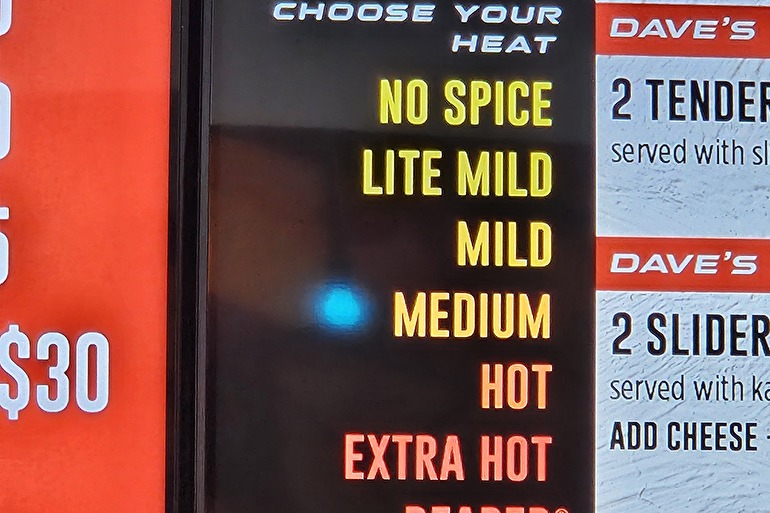 $30
CHOOSE YOUR
HEAT
NO SPICE
LITE MILD
MILD
MEDIUM
HOT
EXTRA HOT
REAPER®
DAVE'S
2 TENDER
served with sl
DAVE'S
2 SLIDER
served with ka
ADD CHEESE